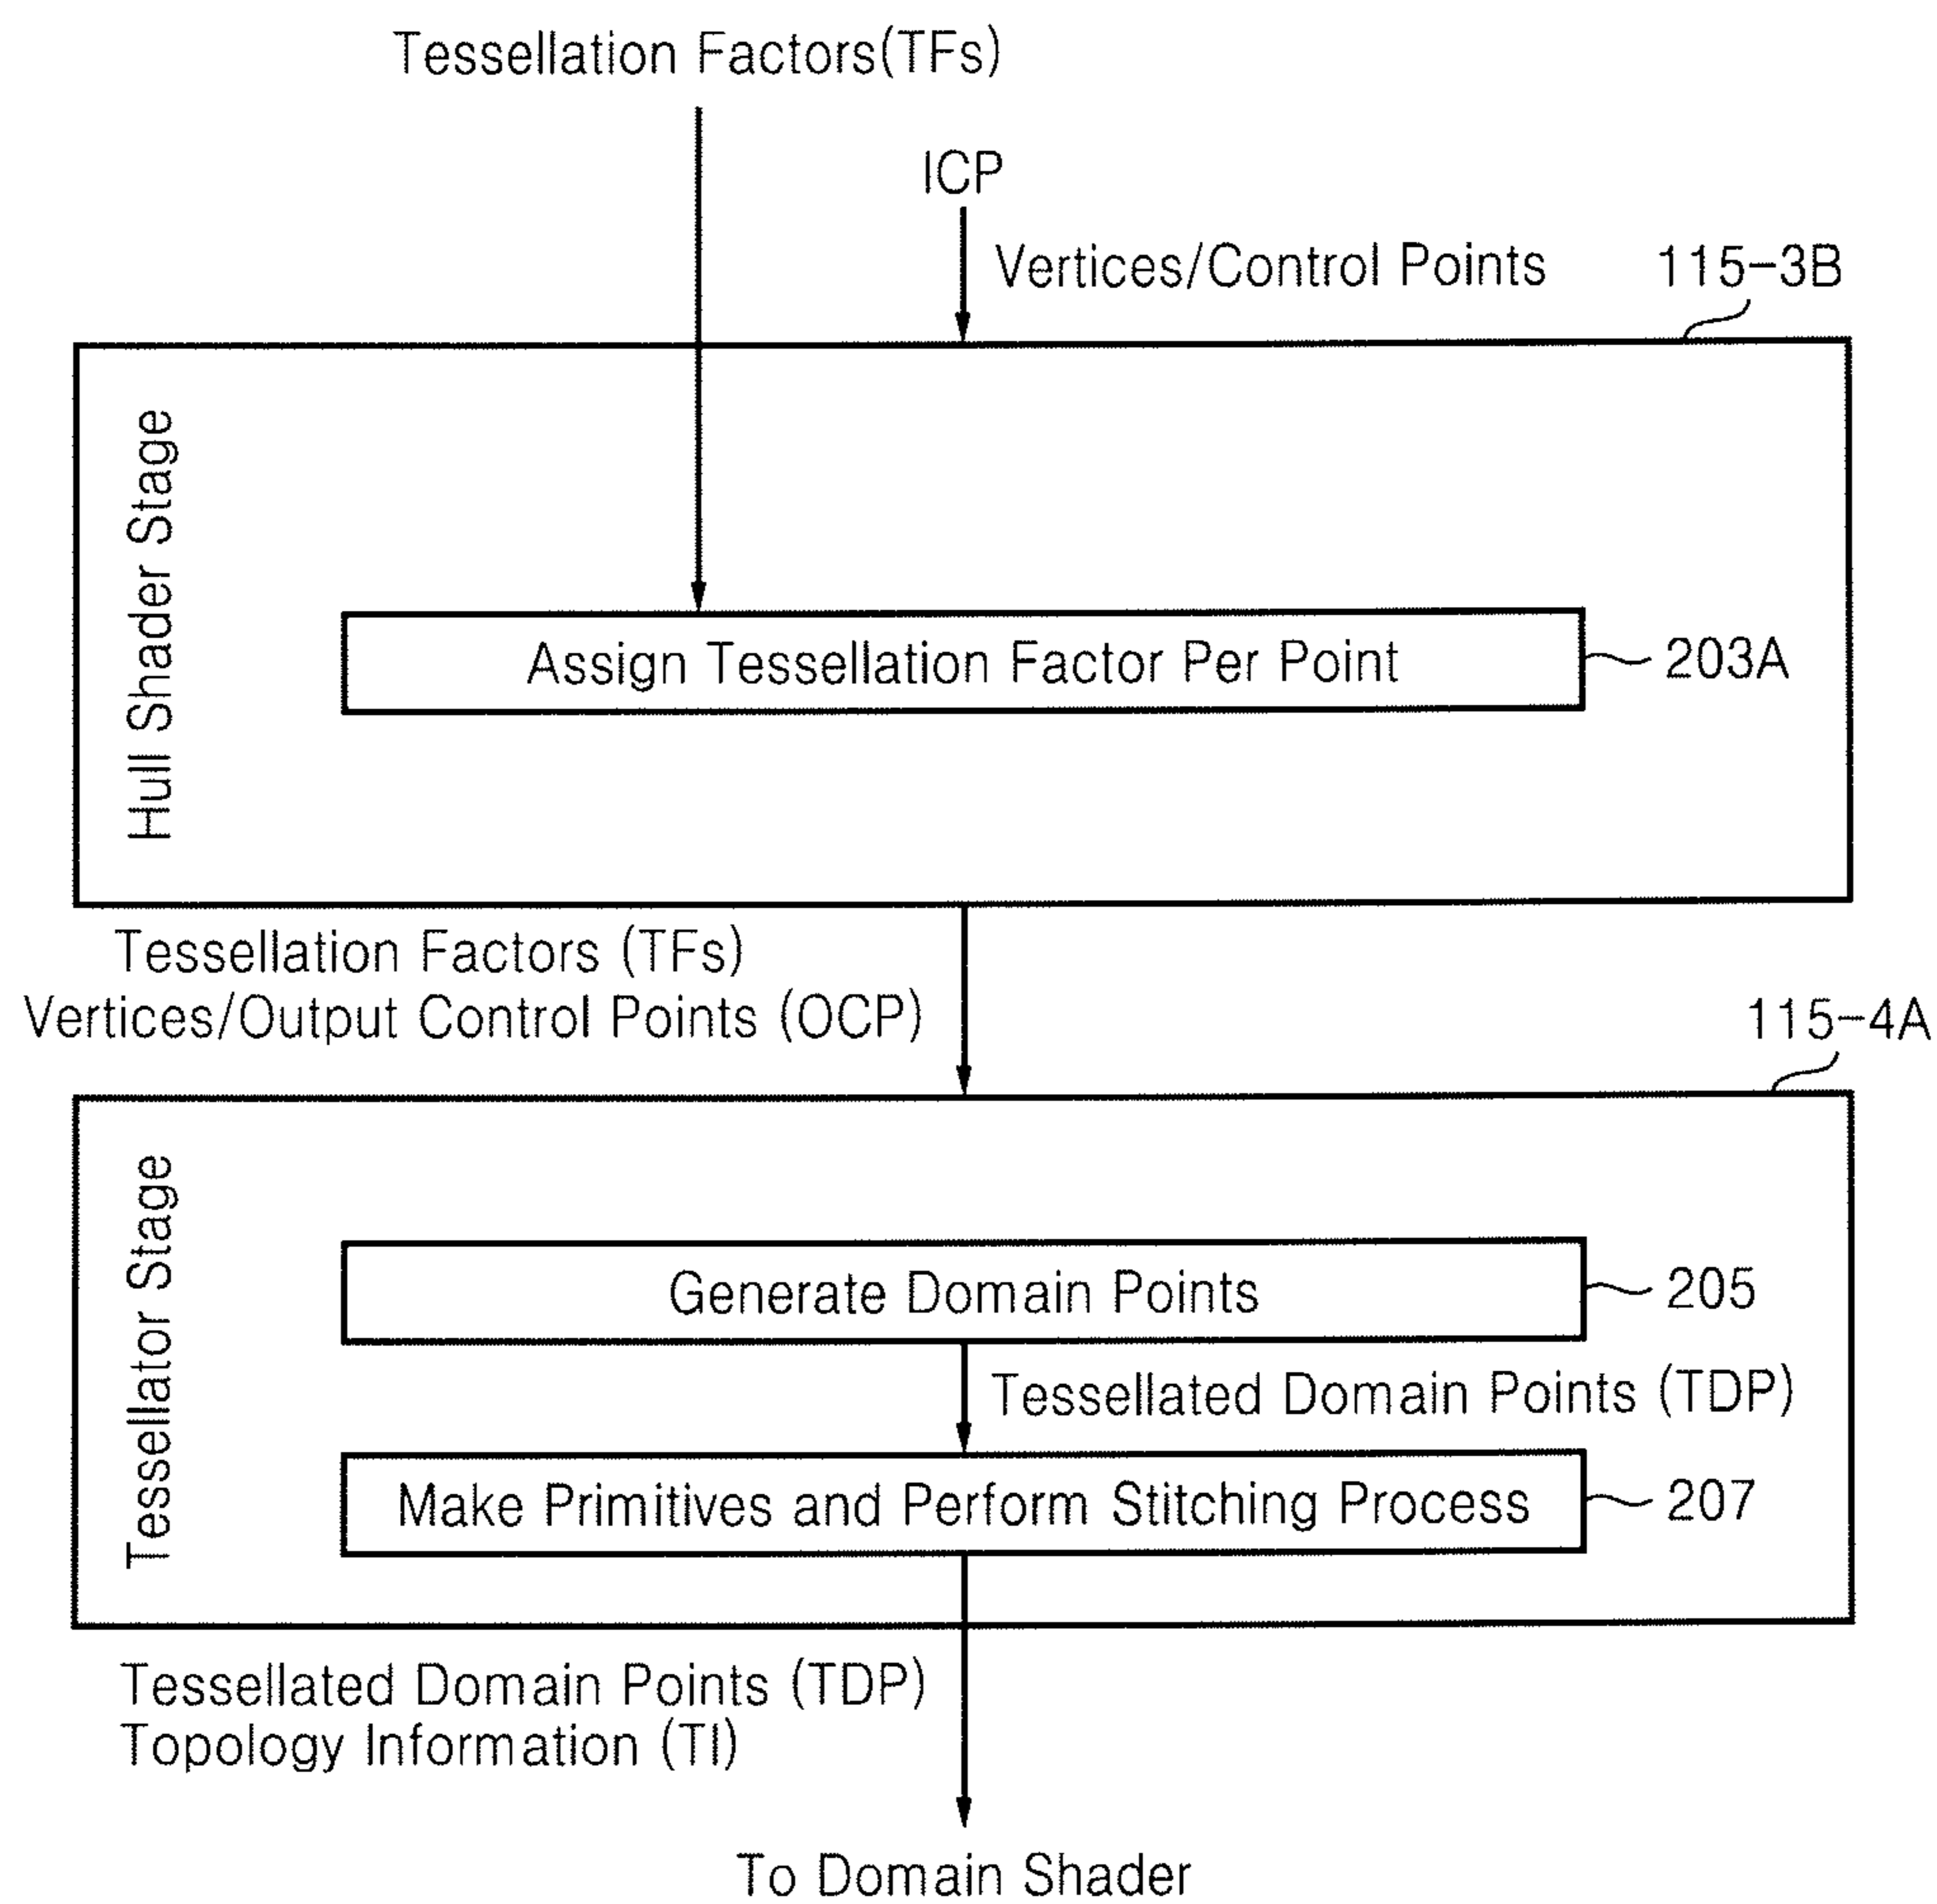 Tessellation Factors(TFs)
ICP
Vertices/Control Points
115-3B
Hull Shader Stage
Assign Tessellation Factor Per Point
203A
Tessellation Factors (TFs)
Vertices/Output Control Points (OCP)
115-4A
Tessellator Stage
Generate Domain Points
205
Tessellated Domain Points (TDP)
Make Primitives and Perform Stitching Process
207
Tessellated Domain Points (TDP)
Topology Information (TI)
To Domain Shader